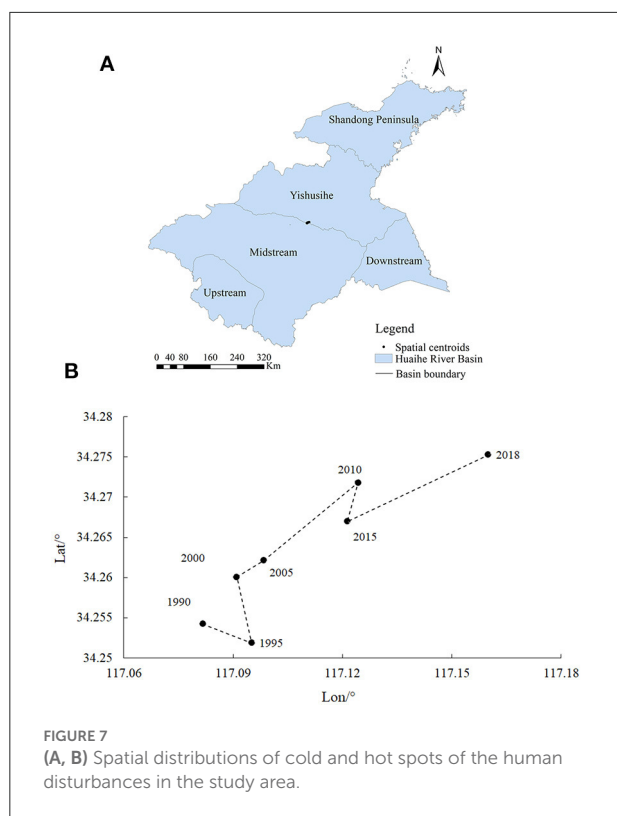 A
N
Shandong Peninsula
Yishusihe
Midstream
Downstream
Upstream
Legend
Spatial centroids
Huaihe River Basin
Basin boundary
0 40 80 160 240 320
Km
B
34.28
34.275
34.27
34.265
34.26
34.255
34.25
Lat/°
2010
2018
2015
2000
2005
1990
1995
117.06 117.09 117.12 117.15 117.18
Lon/°
FIGURE 7
(A, B) Spatial distributions of cold and hot spots of the human
disturbances in the study area.